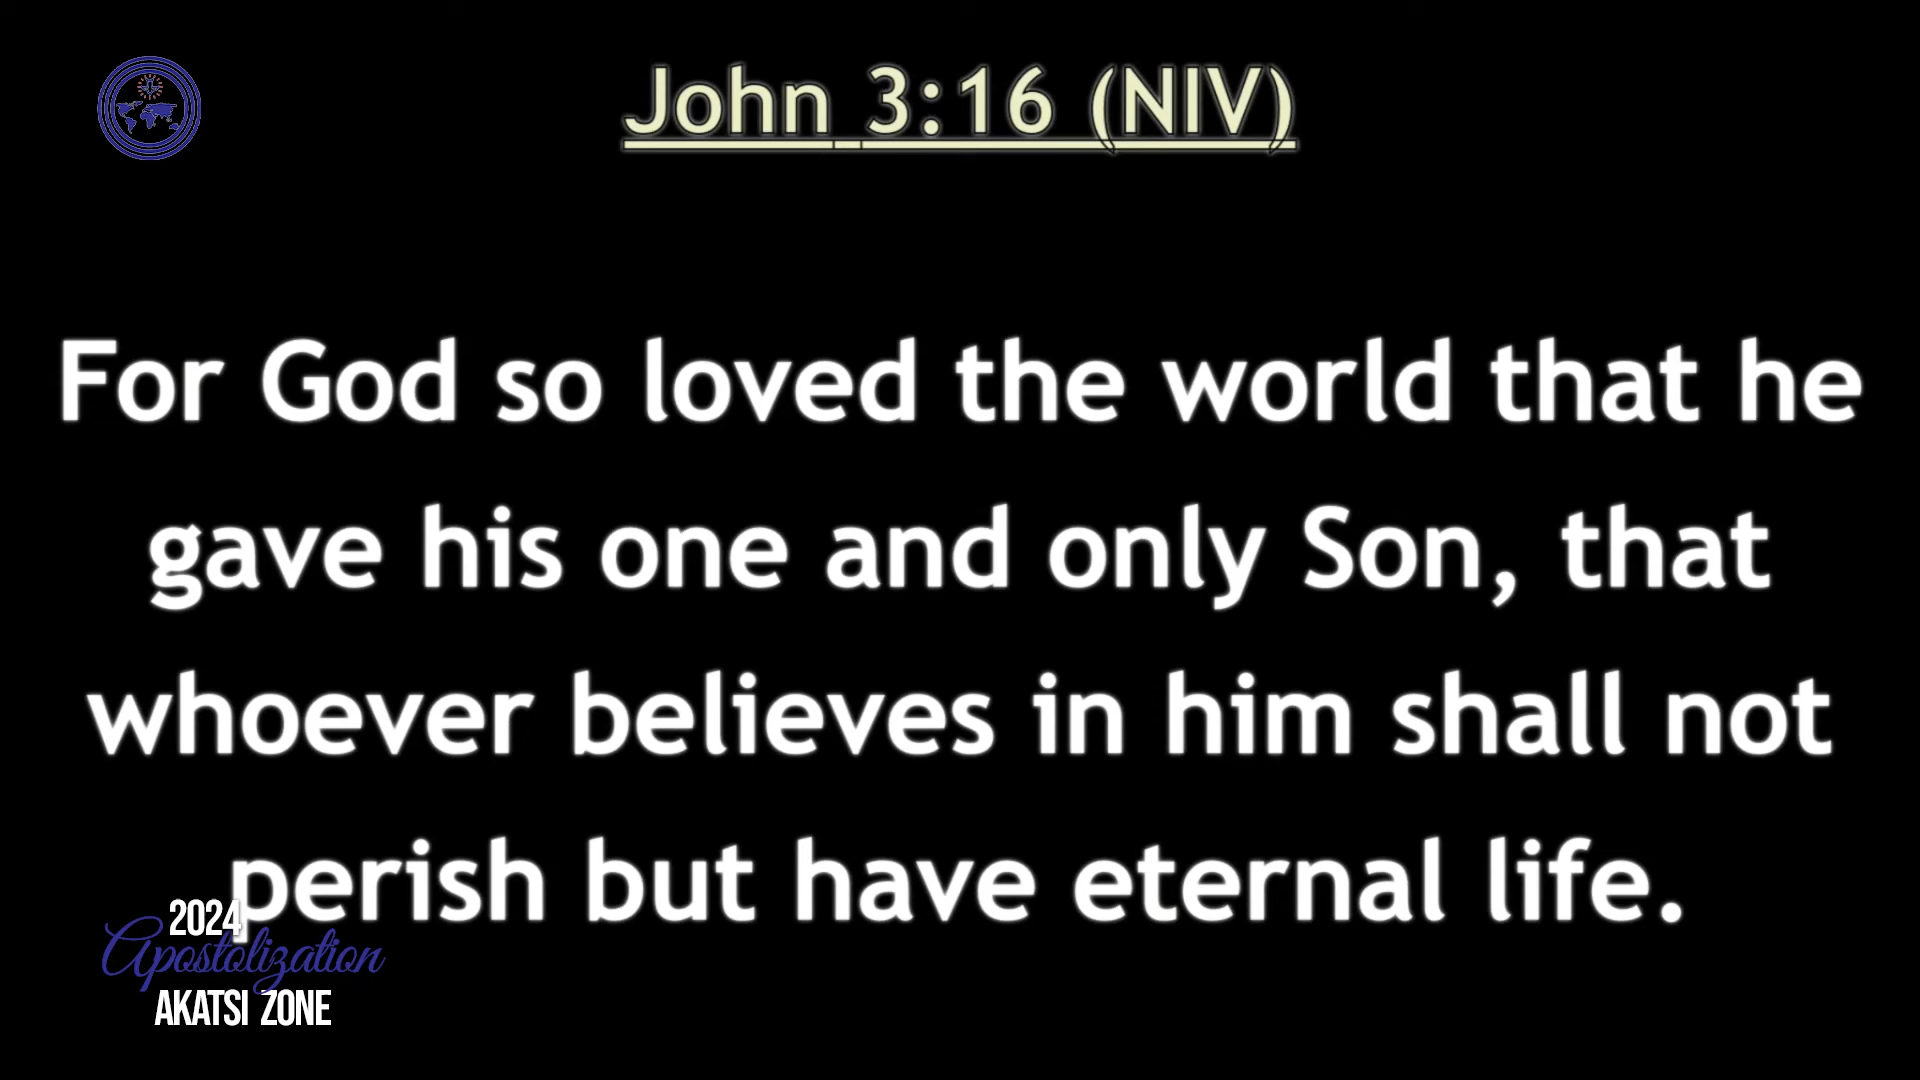 John 3:16 (NIV)
For God so loved the world that he
gave his one and only Son, that
whoever believes in him shall not
perish but have eternal life.
2024
Apostolization
AKATSI ZONE